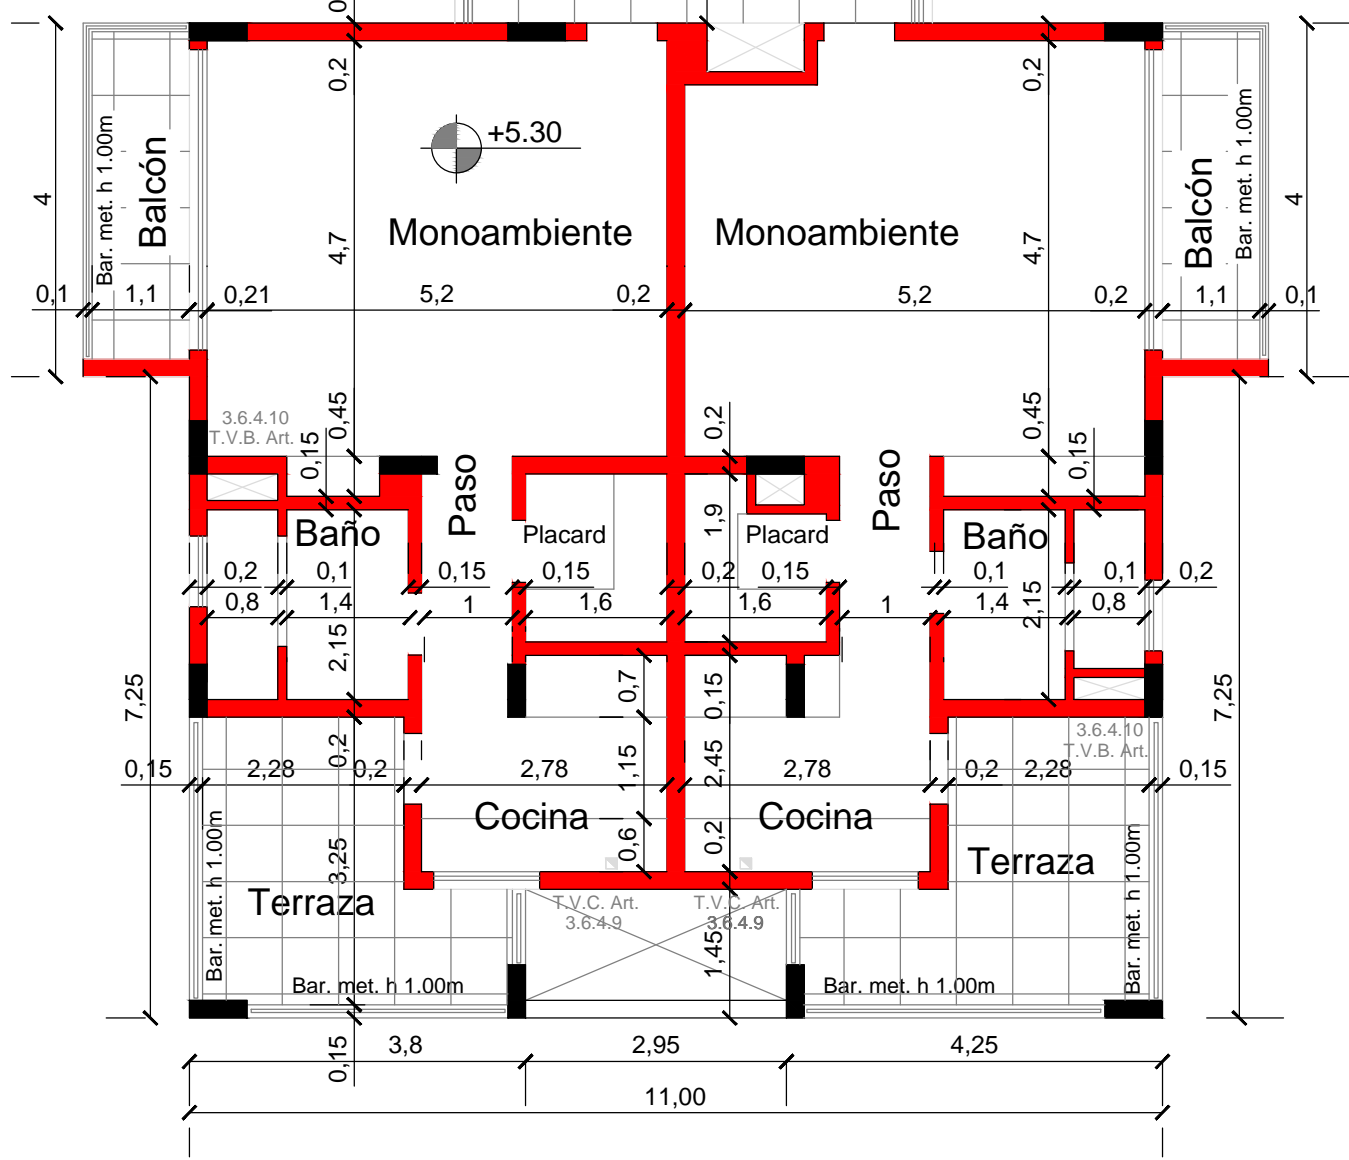 0
0,2
0,2
+5.30
Bar. met. h 1.00m
Balcón
Monoambiente
Monoambiente
Balcón
Bar. met. h 1.00m
4
4
4,7
4,7
0,1
1,1
0,21
5,2
0,2
5,2
0,2
1,1
0,1
3.6.4.10
T.V.B. Art.
0,15
0,45
0,2
0,45
0,15
Paso
Paso
1,9
Baño
Placard
Placard
Baño
0,2
0,1
0,15
0,15
0,2
0,15
0,1
0,1
0,2
0,8
1,4
1
1,6
1,6
1
1,4
0,8
2,15
2,15
7,25
7,25
0,7
0,15
3.6.4.10
T.V.B. Art.
0,2
1,15
2,45
0,15
2,28
0,2
2,78
2,78
0,2
2,28
0,15
Cocina
Cocina
0,6
0,2
3,25
Terraza
Terraza
Bar. met. h 1.00m
Bar. met. h 1.00m
T.V.C. Art.
3.6.4.9
T.V.C. Art.
3.6.4.9
1,45
Bar. met. h 1.00m
Bar. met. h 1.00m
0,15
3,8
2,95
4,25
11,00